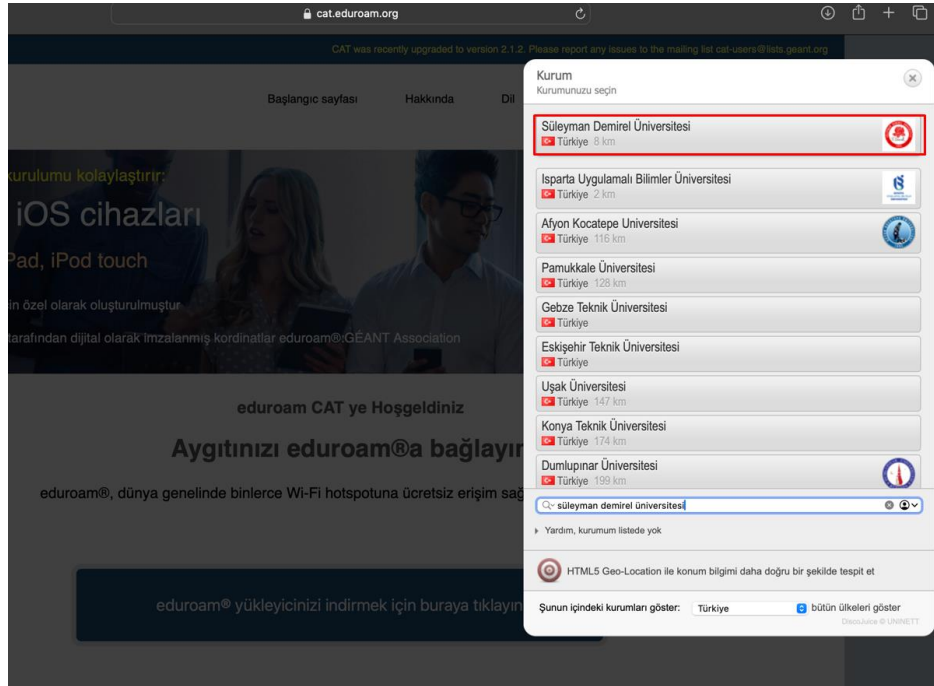 cat.eduroam.org
CAT was recently upgraded to version 2.1.2. Please report any issues to the mailing list cat-users@lists.geant.org
Başlangıc sayfası Hakkında Dil
kurulumu kolaylaştırır:
iOS cihazları
Pad, iPod touch
in özel olarak oluşturulmuştur
tarafından dijital olarak imzalanmış kordinatlar eduroam®:GÉANT Association
eduroam CAT ye Hoşgeldiniz
Aygıtınızı eduroam®a bağlayın
eduroam®, dünya genelinde binlerce Wi-Fi hotspotuna ücretsiz erişim sağ
eduroam® yükleyicinizi indirmek için buraya tıklayın
Kurum
Kurumunuzu seçin
Süleyman Demirel Üniversitesi
Türkiye 8 km
Isparta Uygulamalı Bilimler Üniversitesi
Türkiye 2 km
Afyon Kocatepe Universitesi
Türkiye 116 km
Pamukkale Üniversitesi
Türkiye 128 km
Gebze Teknik Üniversitesi
Türkiye
Eskişehir Teknik Üniversitesi
Türkiye
Uşak Üniversitesi
Türkiye 147 km
Konya Teknik Üniversitesi
Türkiye 174 km
Dumlupınar Üniversitesi
Türkiye 199 km
süleyman demirel üniversitesi
Yardım, kurumum listede yok
HTML5 Geo-Location ile konum bilgimi daha doğru bir şekilde tespit et
Şunun içindeki kurumları göster: Türkiye bütün ülkeleri göster
DiscoJuice © UNINETT